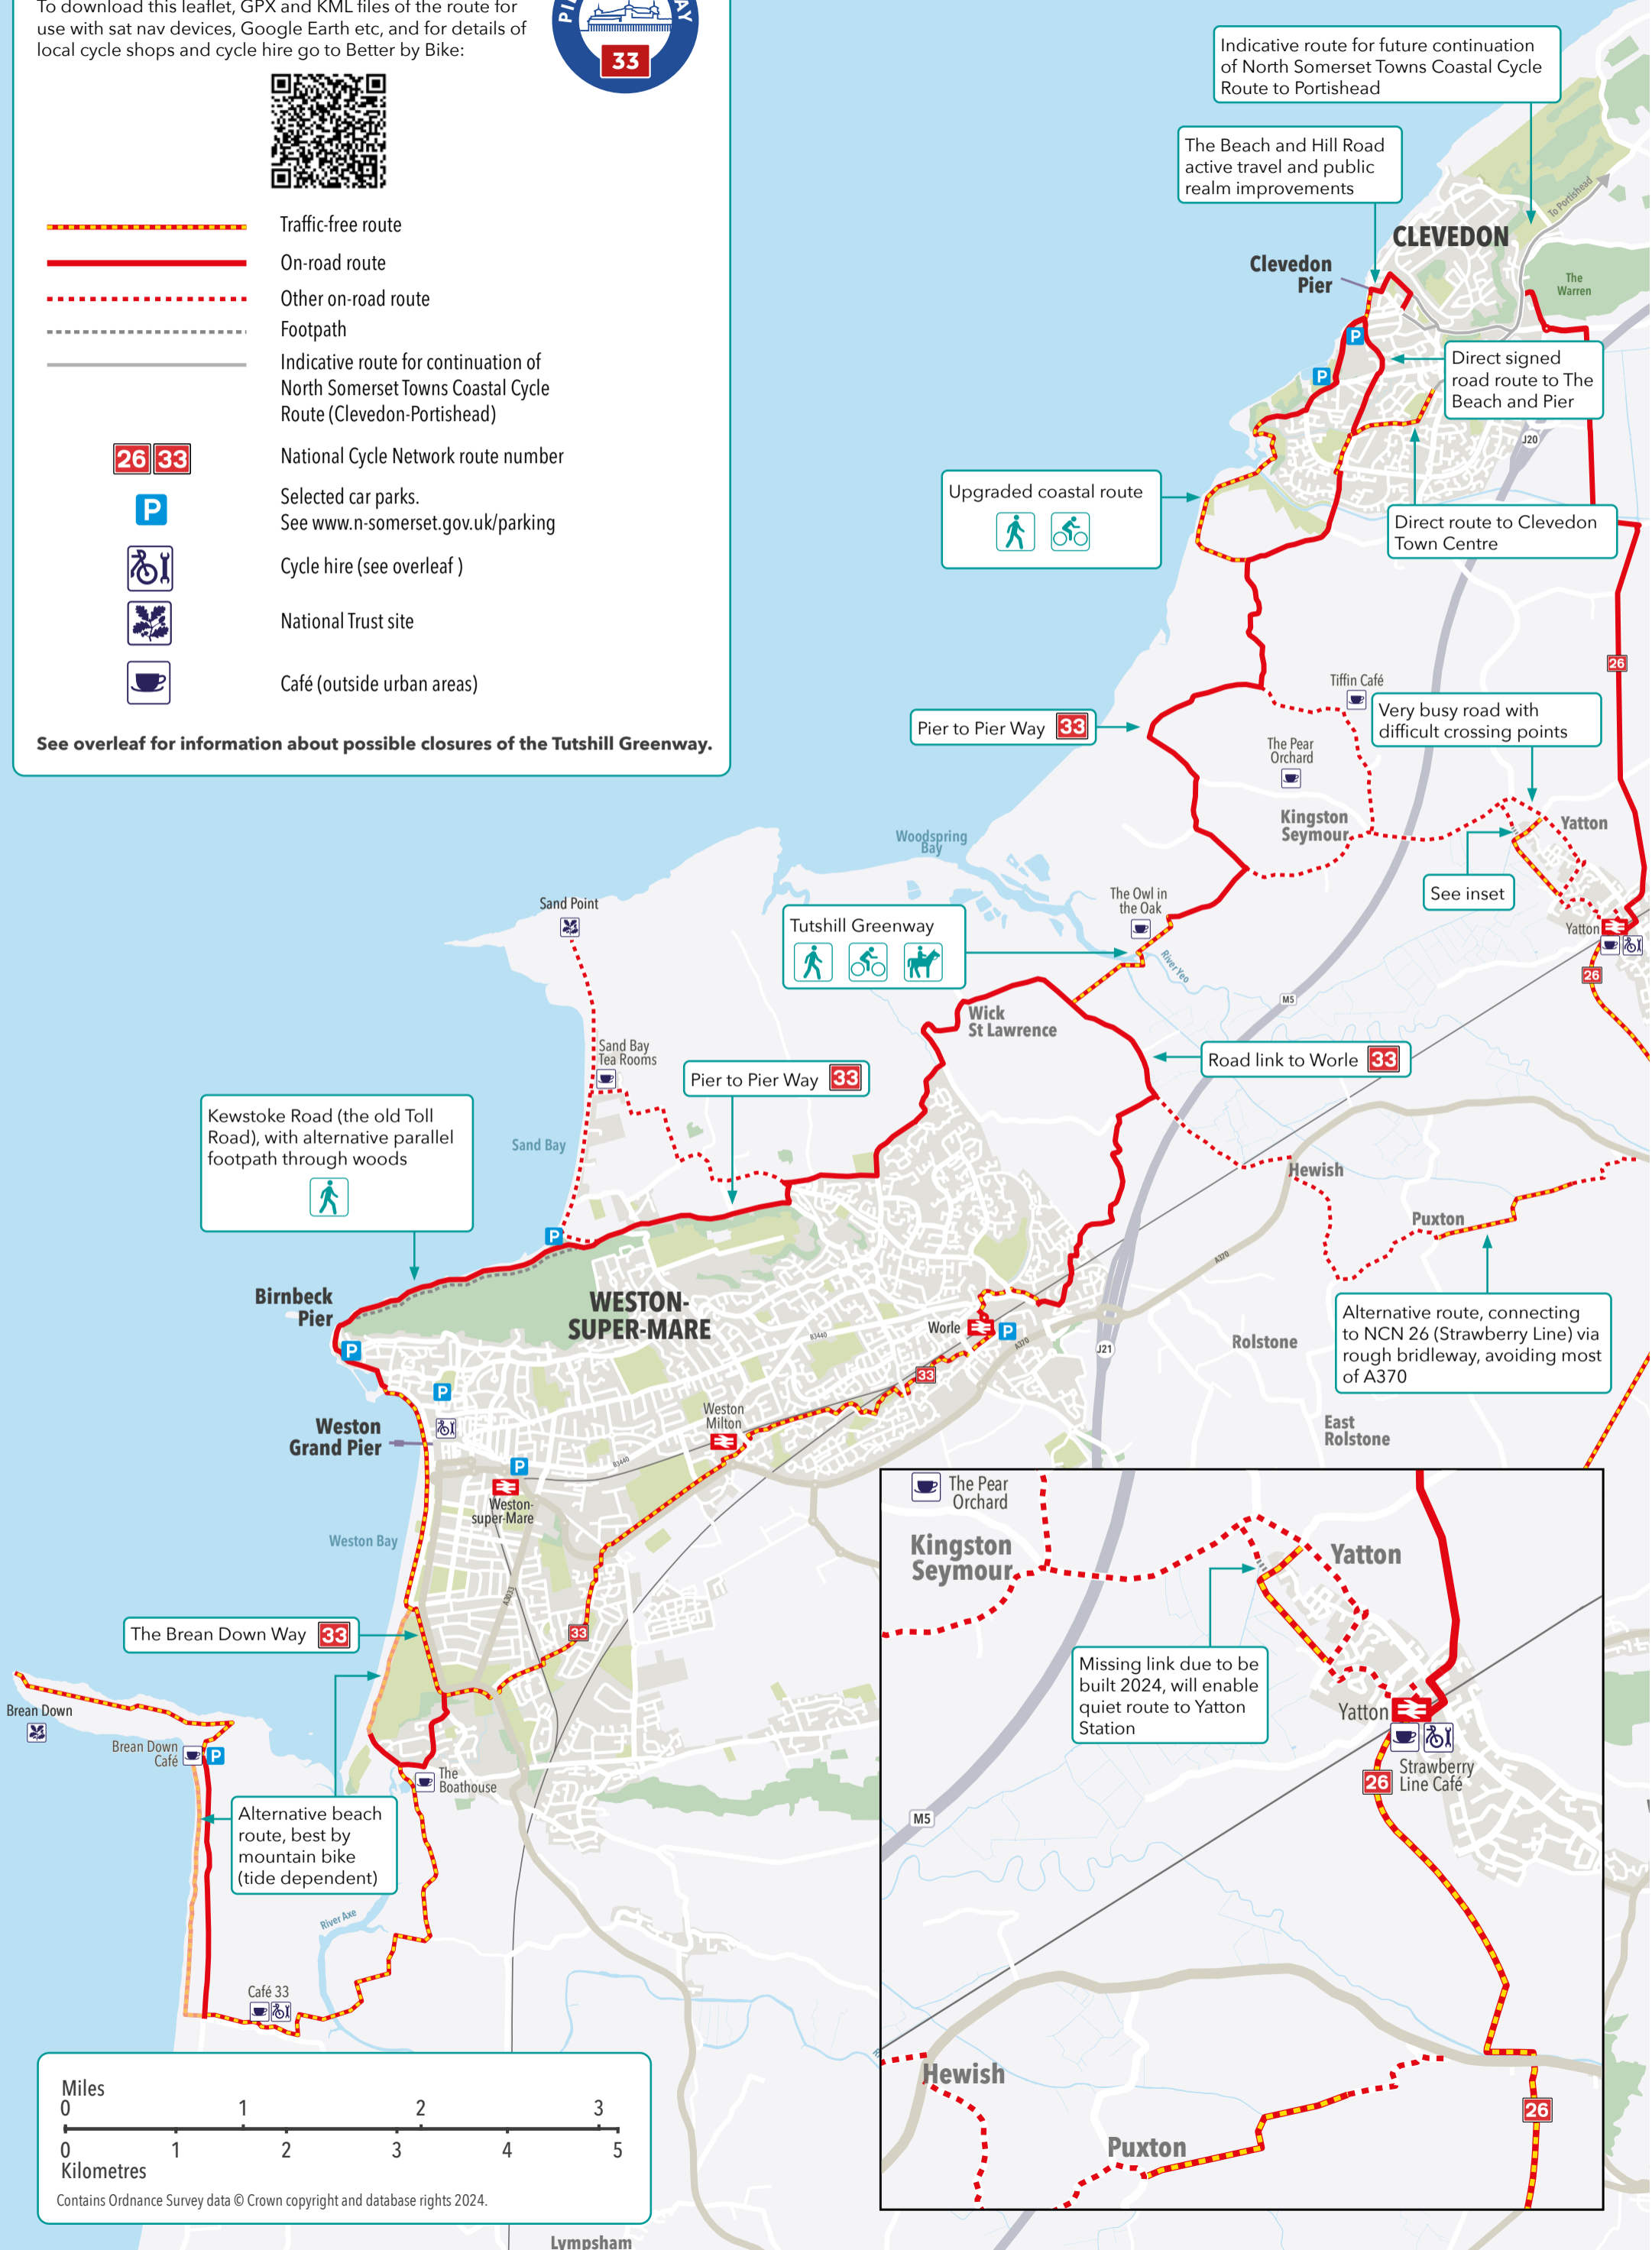 To download this leaflet, GPX and KML files of the route for
use with sat nav devices, Google Earth etc, and for details of
local cycle shops and cycle hire go to Better by Bike:
33
Traffic-free route
On-road route
Other on-road route
Footpath
Indicative route for continuation of
North Somerset Towns Coastal Cycle
Route (Clevedon-Portishead)
26 33
National Cycle Network route number
P
Selected car parks.
See www.n-somerset.gov.uk/parking
Cycle hire (see overleaf )
National Trust site
Café (outside urban areas)
See overleaf for information about possible closures of the Tutshill Greenway.
Indicative route for future continuation
of North Somerset Towns Coastal Cycle
Route to Portishead
The Beach and Hill Road
active travel and public
realm improvements
To Portishead
CLEVEDON
Clevedon
Pier
The
Warren
P
P
Direct signed
road route to The
Beach and Pier
J20
Upgraded coastal route
Direct route to Clevedon
Town Centre
26
Tiffin Café
Pier to Pier Way 33
Very busy road with
difficult crossing points
The Pear
Orchard
Kingston
Seymour
Yatton
Woodspring
Bay
See inset
The Owl in
the Oak
Sand Point
Tutshill Greenway
Yatton
River Yeo
26
M5
Wick
St Lawrence
Sand Bay
Tea Rooms
Road link to Worle 33
Pier to Pier Way 33
Kewstoke Road (the old Toll
Road), with alternative parallel
footpath through woods
Sand Bay
Hewish
Puxton
P
A370
Birnbeck
Pier
WESTON-
SUPER-MARE
Worle
P
B3440
A370
J21
Rolstone
Alternative route, connecting
to NCN 26 (Strawberry Line) via
rough bridleway, avoiding most
of A370
P
33
P
Weston
Milton
Weston
Grand Pier
East
Rolstone
P
B3440
Weston-
super-Mare
Weston Bay
A3033
The Brean Down Way 33
33
Brean Down
Brean Down
Café
P
The
Boathouse
Alternative beach
route, best by
mountain bike
(tide dependent)
River Axe
Café 33
The Pear
Orchard
Kingston
Seymour
Yatton
Missing link due to be
built 2024, will enable
quiet route to Yatton
Station
Yatton
Strawberry
Line Café
26
M5
Hewish
Puxton
26
Miles
0 1 2 3
0 1 2 3 4 5
Kilometres
Contains Ordnance Survey data © Crown copyright and database rights 2024.
Lympsham